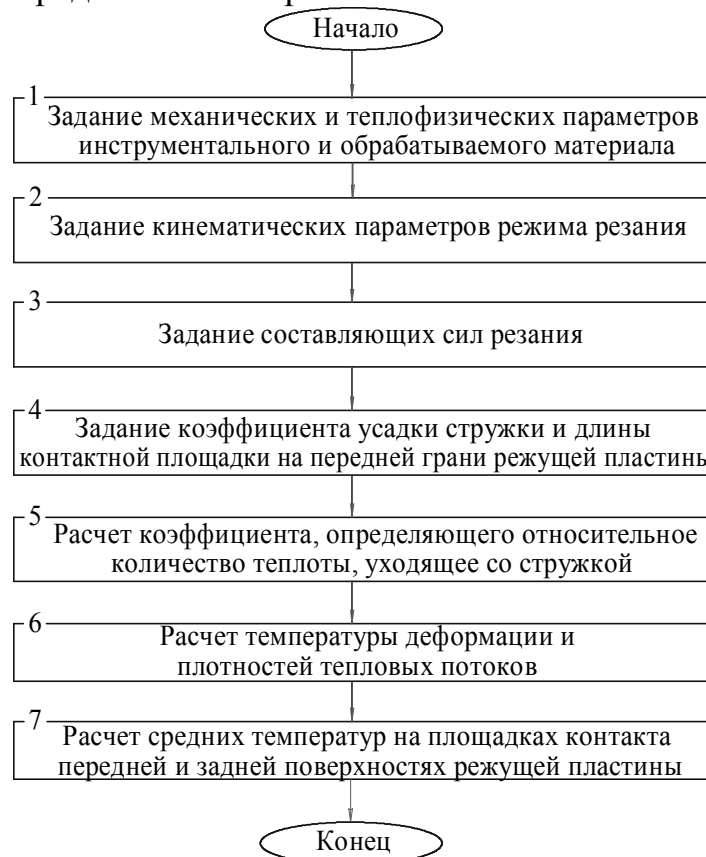 Начало
1
Задание механических и теплофизических параметров
инструментального и обрабатываемого материала
2
Задание кинематических параметров режима резания
3
Задание составляющих сил резания
4
Задание коэффициента усадки стружки и длины
контактной площадки на передней грани режущей пластины
5
Расчет коэффициента, определяющего относительное
количество теплоты, уходящее со стружкой
6
Расчет температуры деформации и
плотностей тепловых потоков
7
Расчет средних температур на площадках контакта
передней и задней поверхностях режущей пластины
Конец